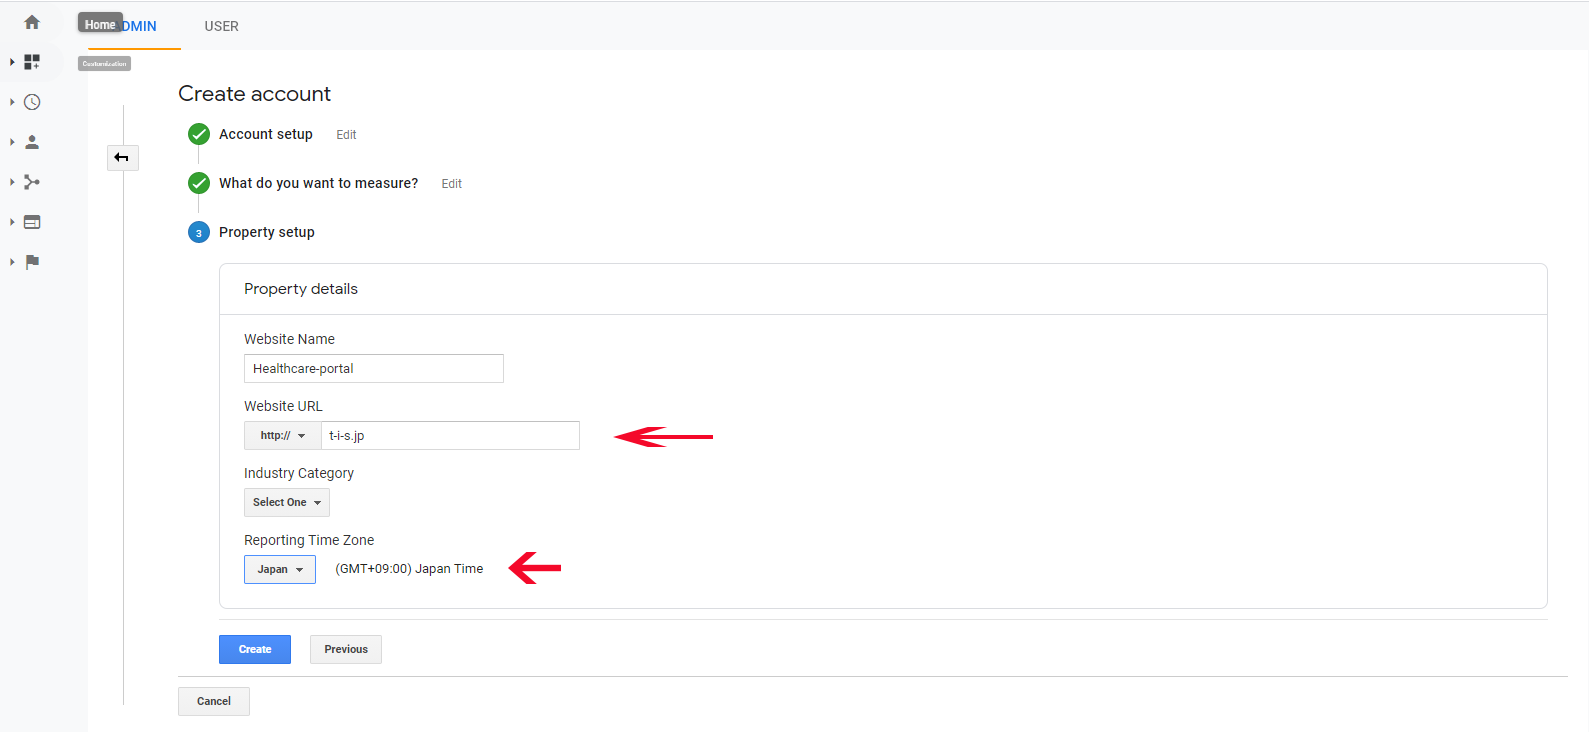 Home
DMIN
USER
Customization
Create account
Account setup Edit
What do you want to measure? Edit
3 Property setup
Property details
Website Name
Healthcare-portal
Website URL
http:// t-i-s.jp
Industry Category
Select One
Reporting Time Zone
Japan (GMT+09:00) Japan Time
Create Previous
Cancel